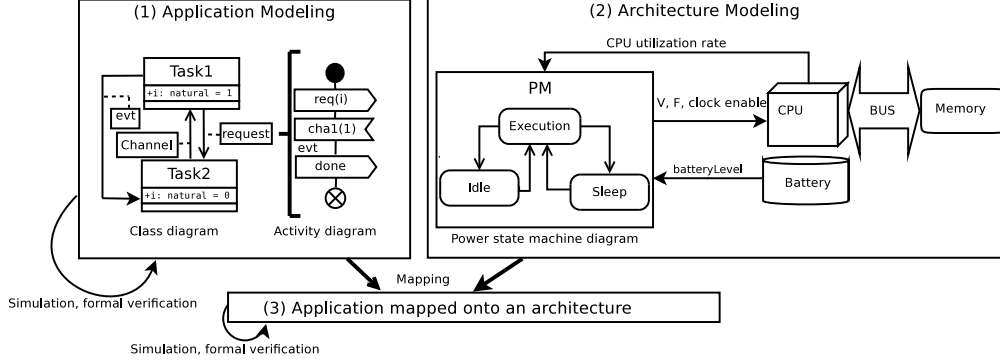 (1) Application Modeling
Task1
+i: natural = 1
evt
Channel
request
Task2
+i: natural = 0
Class diagram
req(i)
cha1(1)
evt
done
Activity diagram
(2) Architecture Modeling
CPU utilization rate
PM
Execution
Idle
Sleep
Power state machine diagram
V, F, clock enable
CPU
BUS
Memory
batteryLevel
Battery
Simulation, formal verification
Mapping
(3) Application mapped onto an architecture
Simulation, formal verification